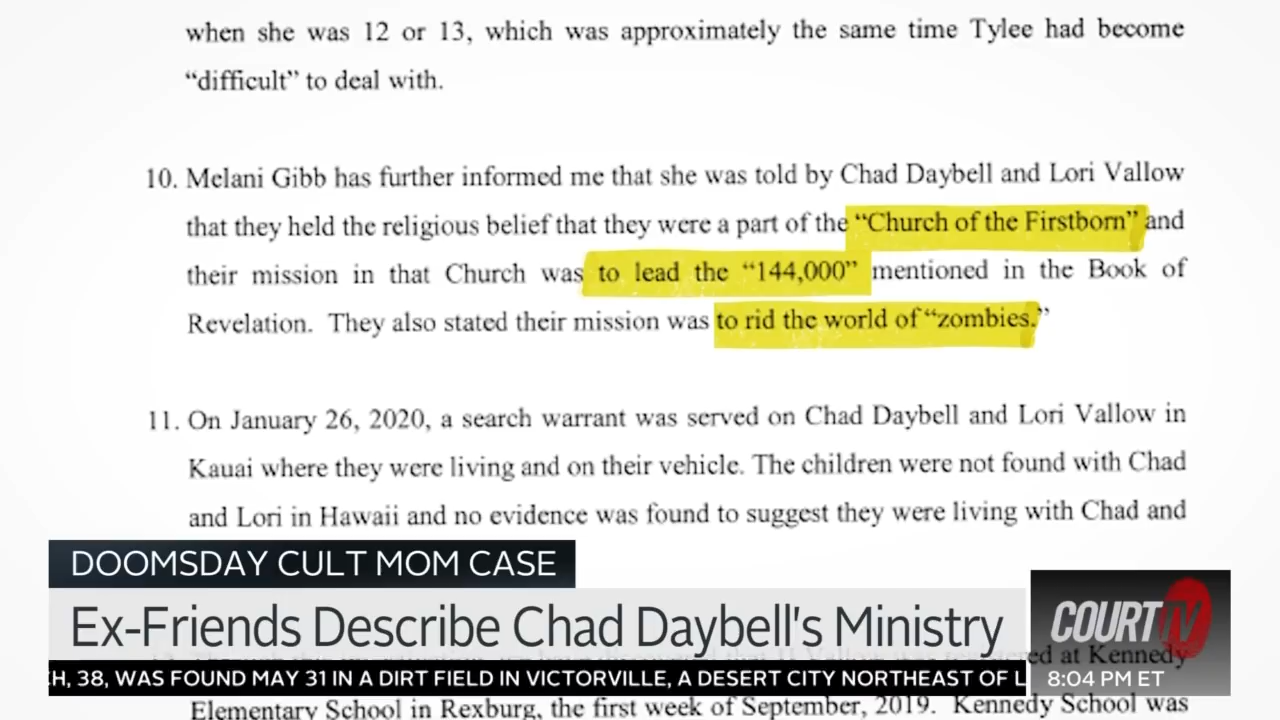 when she was 12 or 13, which was approximately the same time Tylee had become
“difficult” to deal with.
10. Melani Gibb has further informed me that she was told by Chad Daybell and Lori Vallow
that they held the religious belief that they were a part of the “Church of the Firstborn” and
their mission in that Church was to lead the “144,000” mentioned in the Book of
Revelation. They also stated their mission was to rid the world of “zombies.”
11. On January 26, 2020, a search warrant was served on Chad Daybell and Lori Vallow in
Kauai where they were living and on their vehicle. The children were not found with Chad
and Lori in Hawaii and no evidence was found to suggest they were living with Chad and
DOOMSDAY CULT MOM CASE
Ex-Friends Describe Chad Daybell's Ministry
COURT TV
ed at Kennedy
H, 38, WAS FOUND MAY 31 IN A DIRT FIELD IN VICTORVILLE, A DESERT CITY NORTHEAST OF L
8:04 PM ET
Elementary School in Rexburg, the first week of September, 2019. Kennedy School was